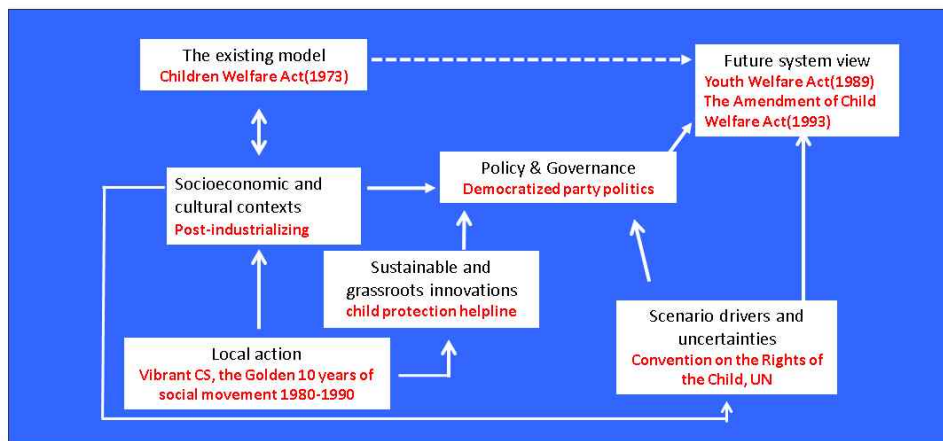 The existing model
Children Welfare Act(1973)
Future system view
Youth Welfare Act(1989)
The Amendment of Child
Welfare Act(1993)
Socioeconomic and
cultural contexts
Post-industrializing
Policy & Governance
Democratized party politics
Sustainable and
grassroots innovations
child protection helpline
Scenario drivers and
uncertainties
Convention on the Rights of
the Child, UN
Local action
Vibrant CS, the Golden 10 years of
social movement 1980-1990